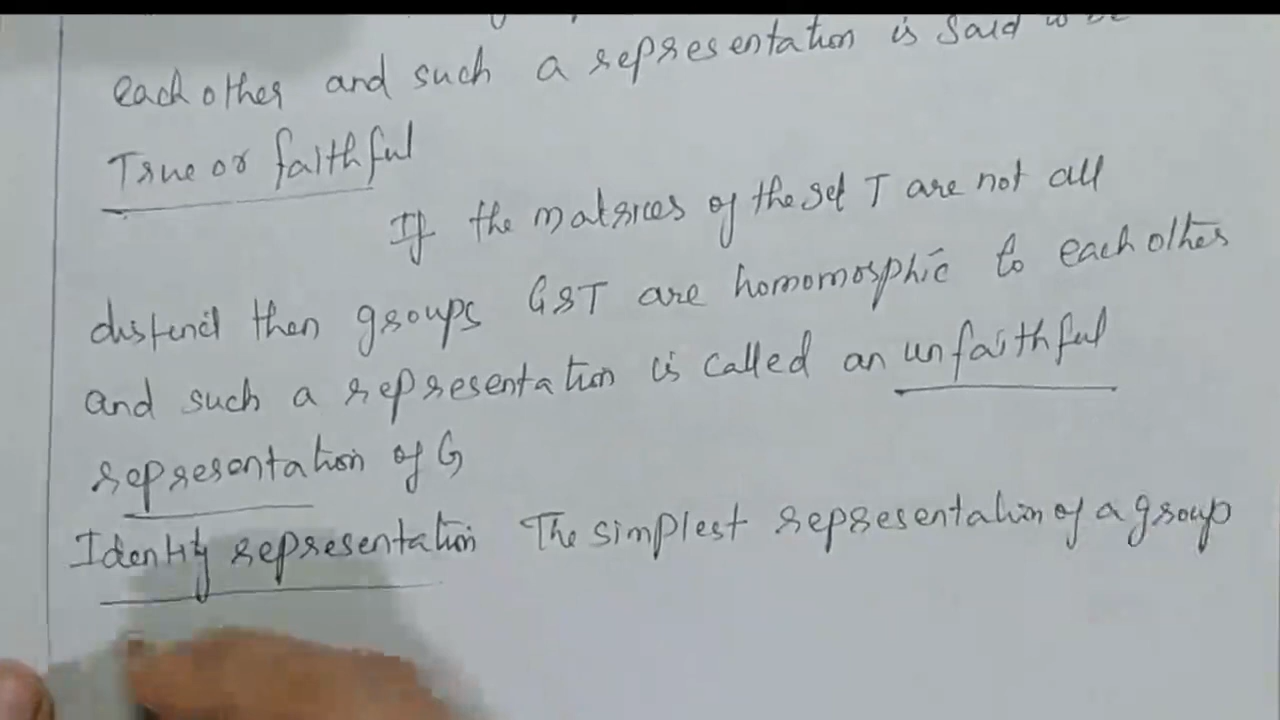 each other and such a representation is said
True or faithful
If the matrices of the set T are not all
distinct then groups G & T are homomorphic to each other
and such a representation is called an unfaithful
representation of G
Identity representation The simplest representation of a group